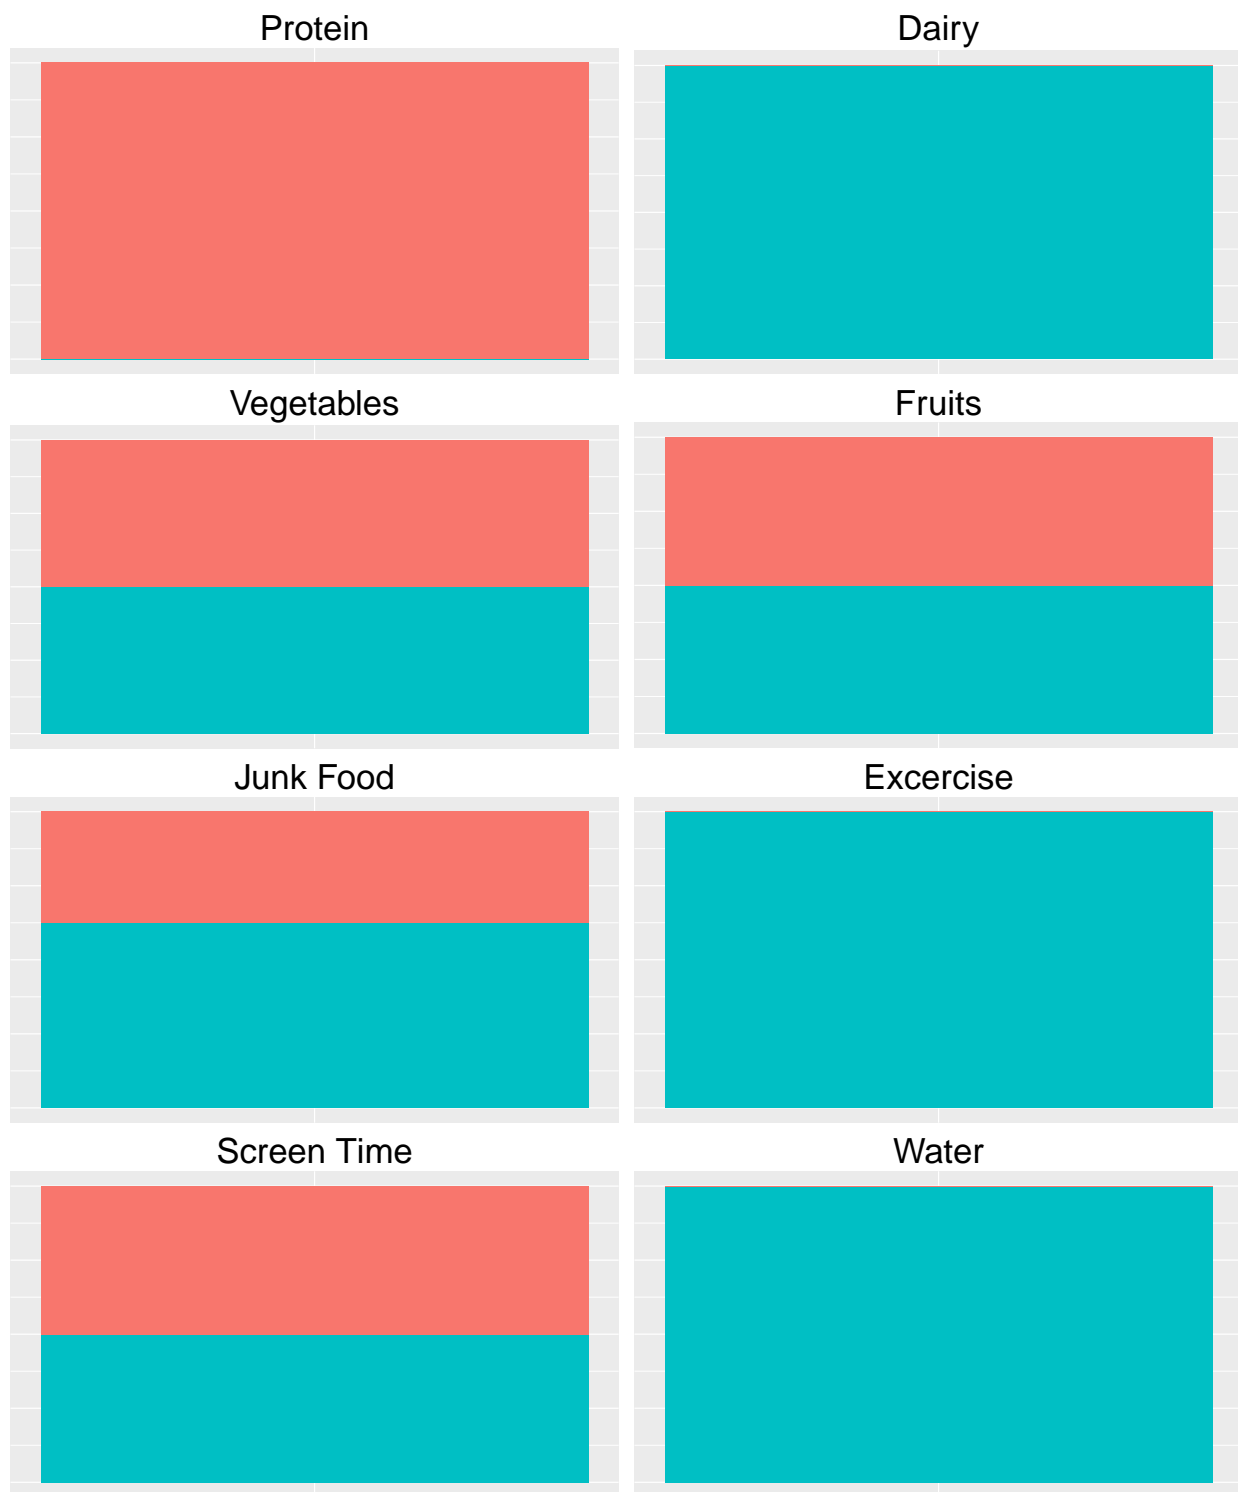 Protein
Dairy
Vegetables
Fruits
Junk Food
Excercise
Screen Time
Water